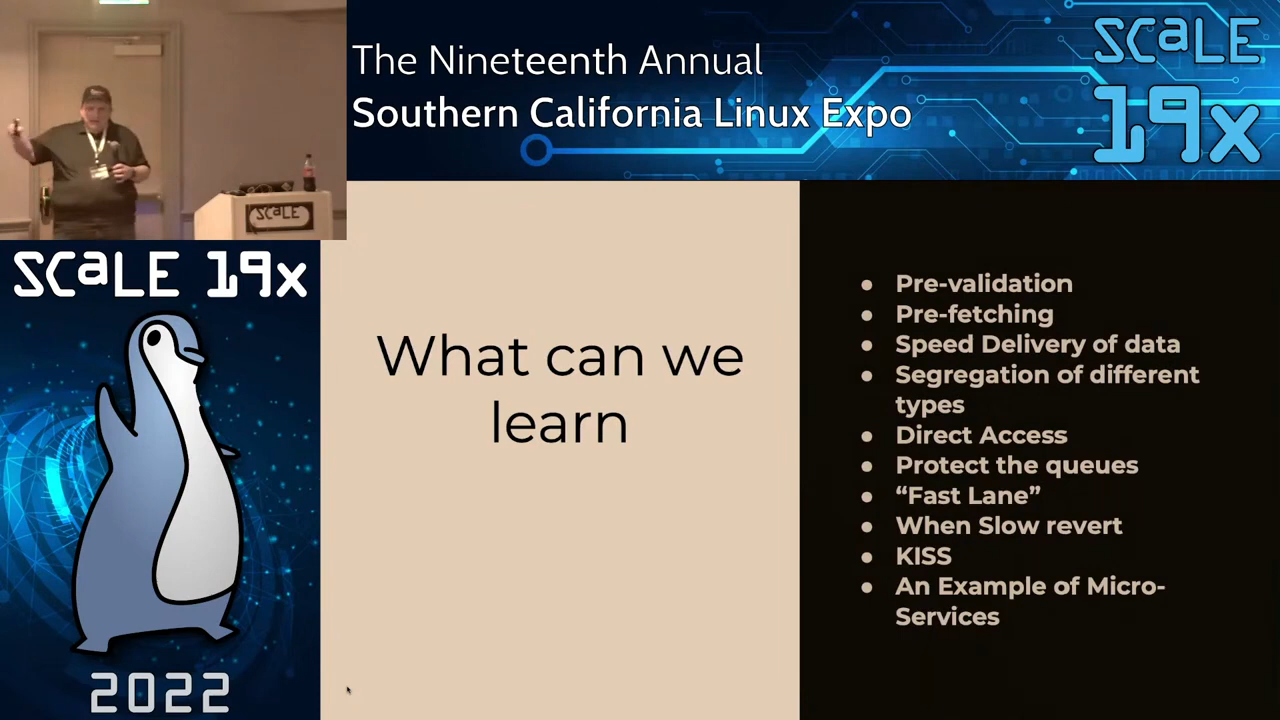 The Nineteenth Annual
Southern California Linux Expo
SCaLE
19x
SCaLE
SCaLE 19x
2022
What can we
learn
● Pre-validation
● Pre-fetching
● Speed Delivery of data
● Segregation of different
types
● Direct Access
● Protect the queues
● “Fast Lane”
● When Slow revert
● KISS
● An Example of Micro-
Services